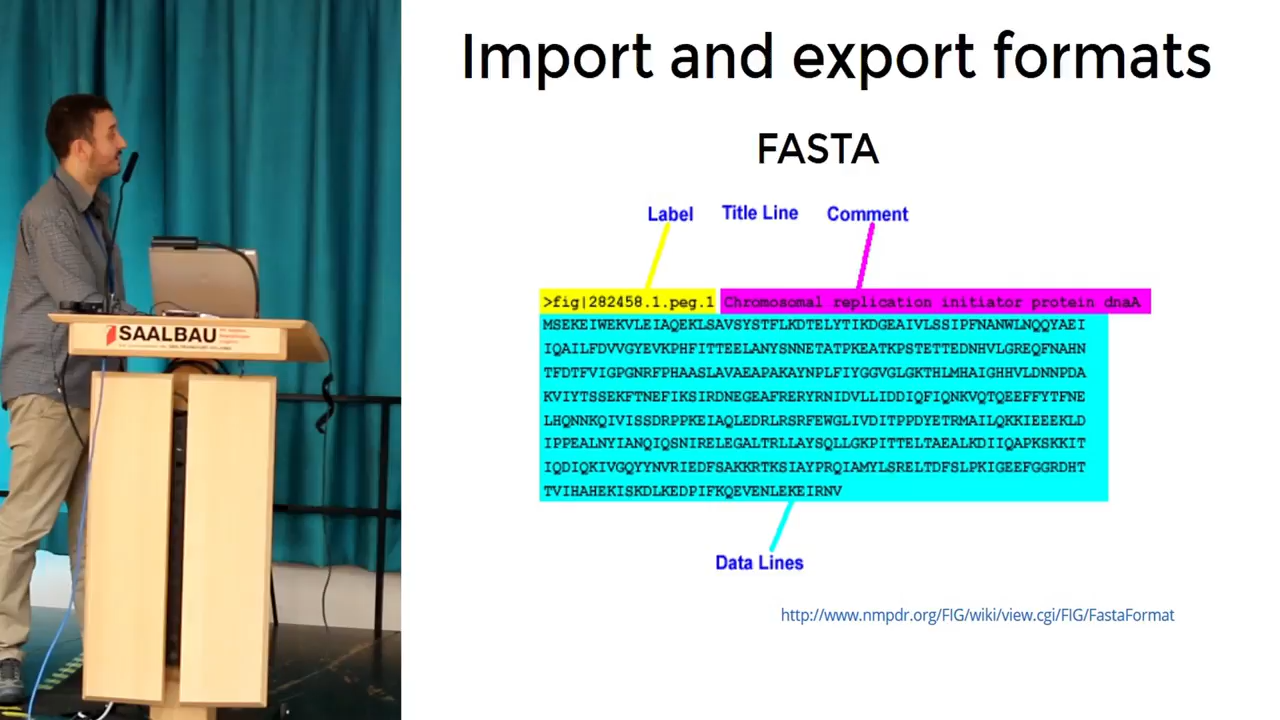 Import and export formats
FASTA
Label Title Line Comment
>fig|282458.1.peg.1 Chromosomal replication initiator protein dnaA
MSEKEIWEKVLEIAQEKLSAVSYSTFLKDTELYTIKDGEAIVLSSIPFNANWLNQQYAEI
IQAILFDVVGYEVKPHFITTEELANYSNNETATPKEATKPSTETTEDNHVLGREQFNAHN
TFDTFVIGPGNRFPHAASLAVAEAPAKAYNPLFIYGGVGLGKTHLMHAIGHHVLDNNPDA
KVIYTSSEKFTNEFIKSIRDNEGEAFRERYRNIDVLLIDDIQFIQNKVQTQEEFFYTFNE
LHQNNKQIVISSDRPPKEIAQLEDRLRSRFEWGLIVDITPPDYETRMAILQKKIEEEKLD
IPPEALNYIANQIQSNIRELEGALTRLLAYSQLLGKPITTELTAEALKDIIQAPKSKKIT
IQDIQKIVGQYYNVRIEDFSAKKRTKSIAYPRQIAMYLSRELTDFSLPKIGEEFGGRDHT
TVIHAHEKISKDLKEDPIFKQEVENLEKEIRNV
Data Lines
http://www.nmpdr.org/FIG/wiki/view.cgi/FIG/FastaFormat
SAALBAU